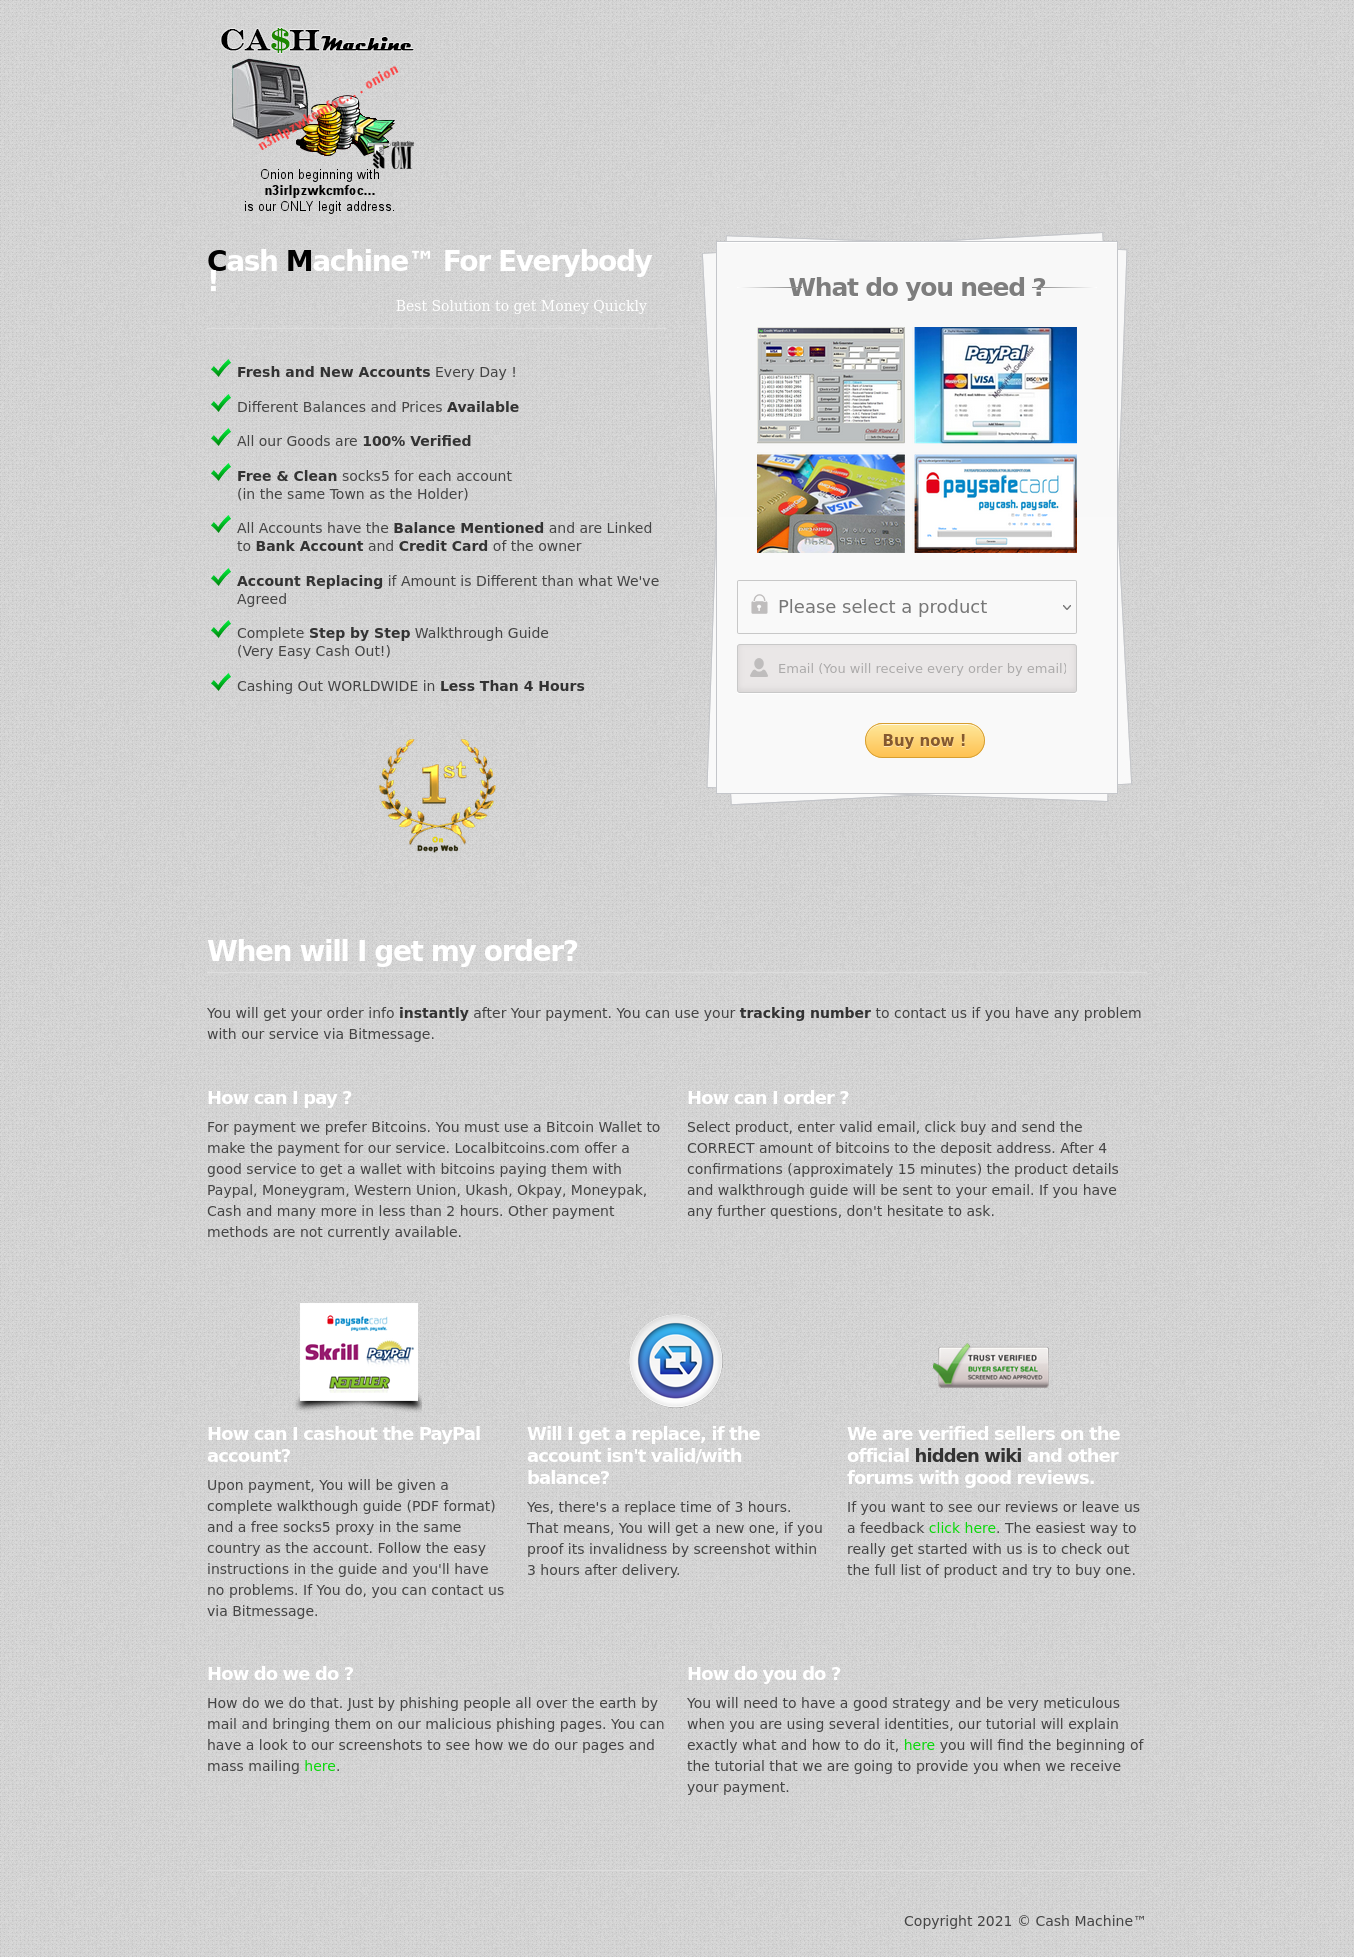 CA$H Machine
n3irlpzwkcmfoc... . onion
cash machine
CM
Onion beginning with
n3irlpzwkcmfoc...
is our ONLY legit address.
Cash Machine™ For Everybody
!
Best Solution to get Money Quickly
Fresh and New Accounts Every Day !
Different Balances and Prices Available
All our Goods are 100% Verified
Free & Clean socks5 for each account
(in the same Town as the Holder)
All Accounts have the Balance Mentioned and are Linked
to Bank Account and Credit Card of the owner
Account Replacing if Amount is Different than what We've
Agreed
Complete Step by Step Walkthrough Guide
(Very Easy Cash Out!)
Cashing Out WORLDWIDE in Less Than 4 Hours
1st
Deep Web
What do you need ?
PayPal
MasterCard
VISA
DISCOVER
VISA
MasterCard
paysafecard
pay cash. pay safe.
Please select a product
Email (You will receive every order by email)
Buy now !
When will I get my order?
You will get your order info instantly after Your payment. You can use your tracking number to contact us if you have any problem
with our service via Bitmessage.
How can I pay ?
For payment we prefer Bitcoins. You must use a Bitcoin Wallet to
make the payment for our service. Localbitcoins.com offer a
good service to get a wallet with bitcoins paying them with
Paypal, Moneygram, Western Union, Ukash, Okpay, Moneypak,
Cash and many more in less than 2 hours. Other payment
methods are not currently available.
How can I order ?
Select product, enter valid email, click buy and send the
CORRECT amount of bitcoins to the deposit address. After 4
confirmations (approximately 15 minutes) the product details
and walkthrough guide will be sent to your email. If you have
any further questions, don't hesitate to ask.
paysafecard
pay cash. pay safe.
Skrill PayPal
NETELLER
How can I cashout the PayPal
account?
Upon payment, You will be given a
complete walkthough guide (PDF format)
and a free socks5 proxy in the same
country as the account. Follow the easy
instructions in the guide and you'll have
no problems. If You do, you can contact us
via Bitmessage.
Will I get a replace, if the
account isn't valid/with
balance?
Yes, there's a replace time of 3 hours.
That means, You will get a new one, if you
proof its invalidness by screenshot within
3 hours after delivery.
TRUST VERIFIED
BUYER SAFETY SEAL
SCREENED AND APPROVED
We are verified sellers on the
official hidden wiki and other
forums with good reviews.
If you want to see our reviews or leave us
a feedback click here. The easiest way to
really get started with us is to check out
the full list of product and try to buy one.
How do we do ?
How do we do that. Just by phishing people all over the earth by
mail and bringing them on our malicious phishing pages. You can
have a look to our screenshots to see how we do our pages and
mass mailing here.
How do you do ?
You will need to have a good strategy and be very meticulous
when you are using several identities, our tutorial will explain
exactly what and how to do it, here you will find the beginning of
the tutorial that we are going to provide you when we receive
your payment.
Copyright 2021 © Cash Machine™